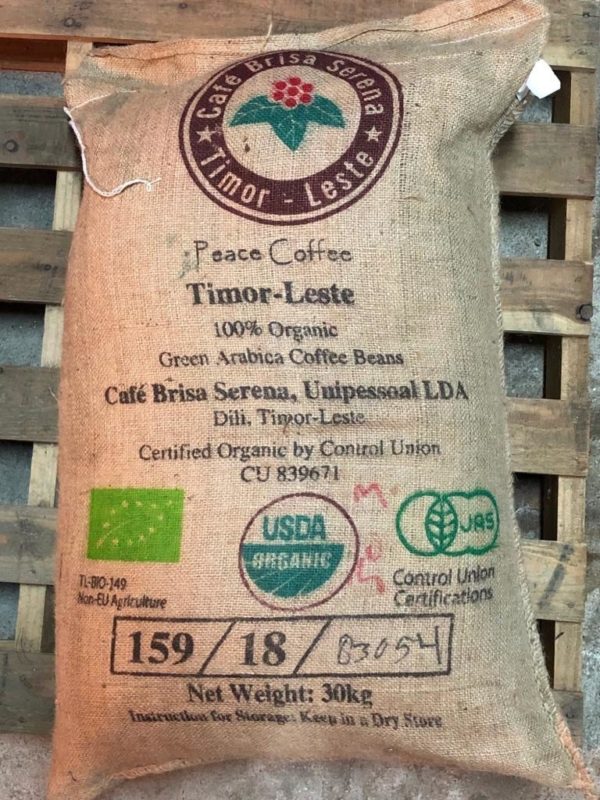 Café Brisa Serena
★ Timor - Leste ★
Peace Coffee
Timor-Leste
100% Organic
Green Arabica Coffee Beans
Café Brisa Serena, Unipessoal LDA
Dili, Timor-Leste
Certified Organic by Control Union
CU 839671
USDA
ORGANIC
JAS
TL-BIO-149
Non-EU Agriculture
Control Union
Certifications
159 / 18 / 83054
Net Weight: 30kg
Instruction for Storage: Keep in a Dry Store